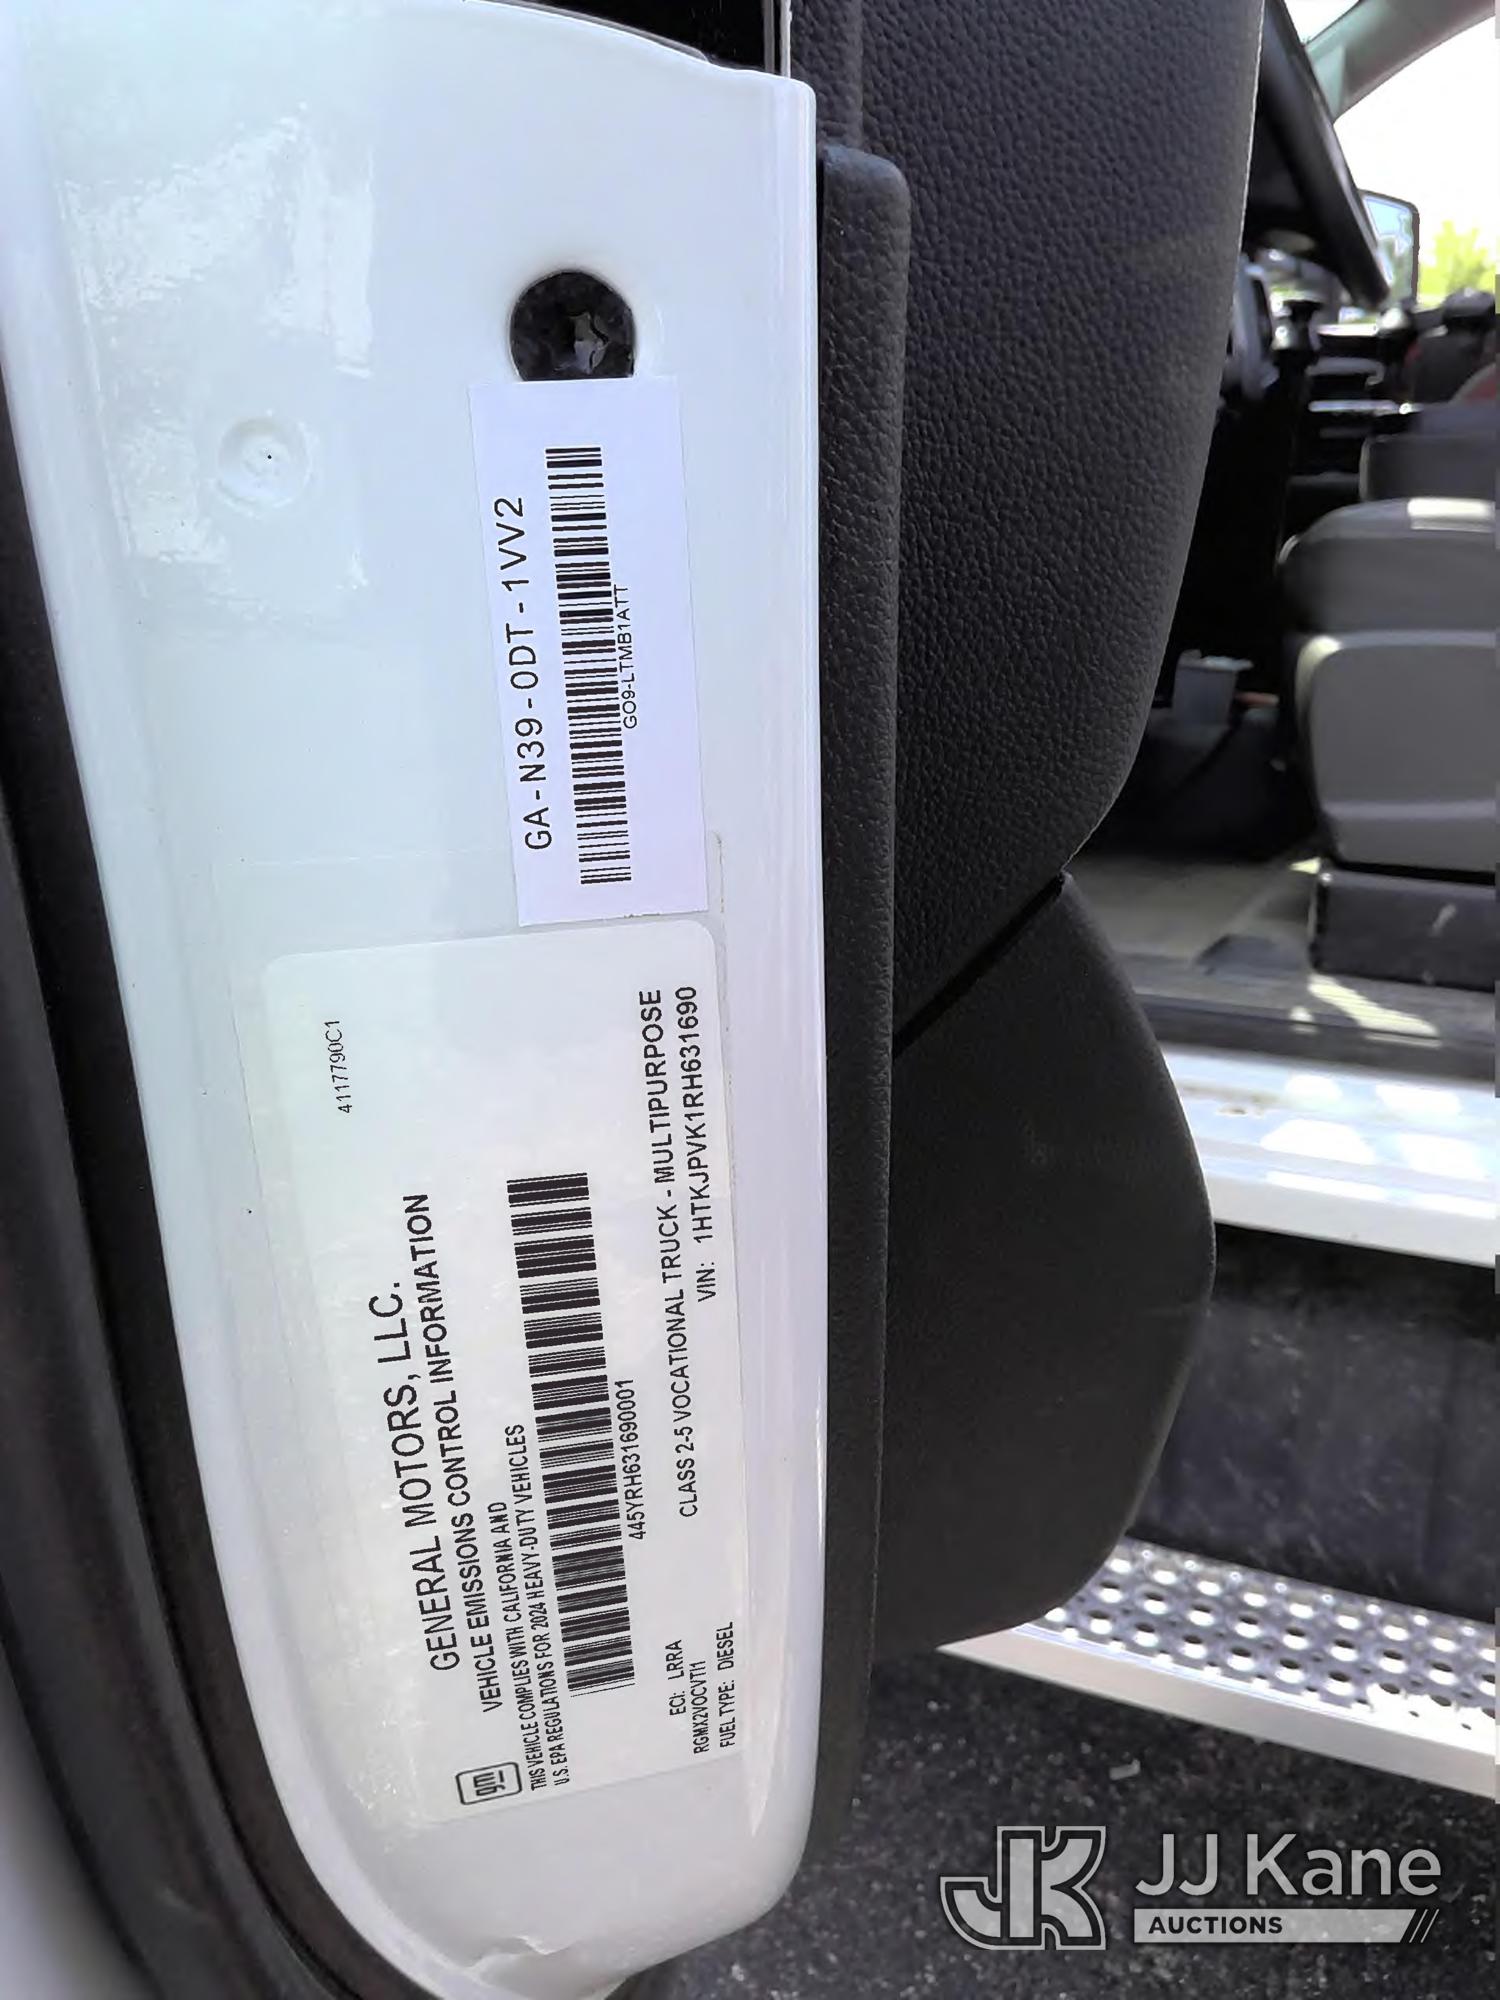 GA-N39-0DT-1VV2
GO9-LTMB1ATT
4117790C1
GENERAL MOTORS, LLC.
VEHICLE EMISSIONS CONTROL INFORMATION
gm
THIS VEHICLE COMPLIES WITH CALIFORNIA AND
U.S. EPA REGULATIONS FOR 2024 HEAVY-DUTY VEHICLES
445YRH631690001
ECI: LRRA
RGMX2VOCVTI1
FUEL TYPE: DIESEL
CLASS 2-5 VOCATIONAL TRUCK - MULTIPURPOSE
VIN: 1HTKJPVK1RH631690
JK
JJ Kane
AUCTIONS